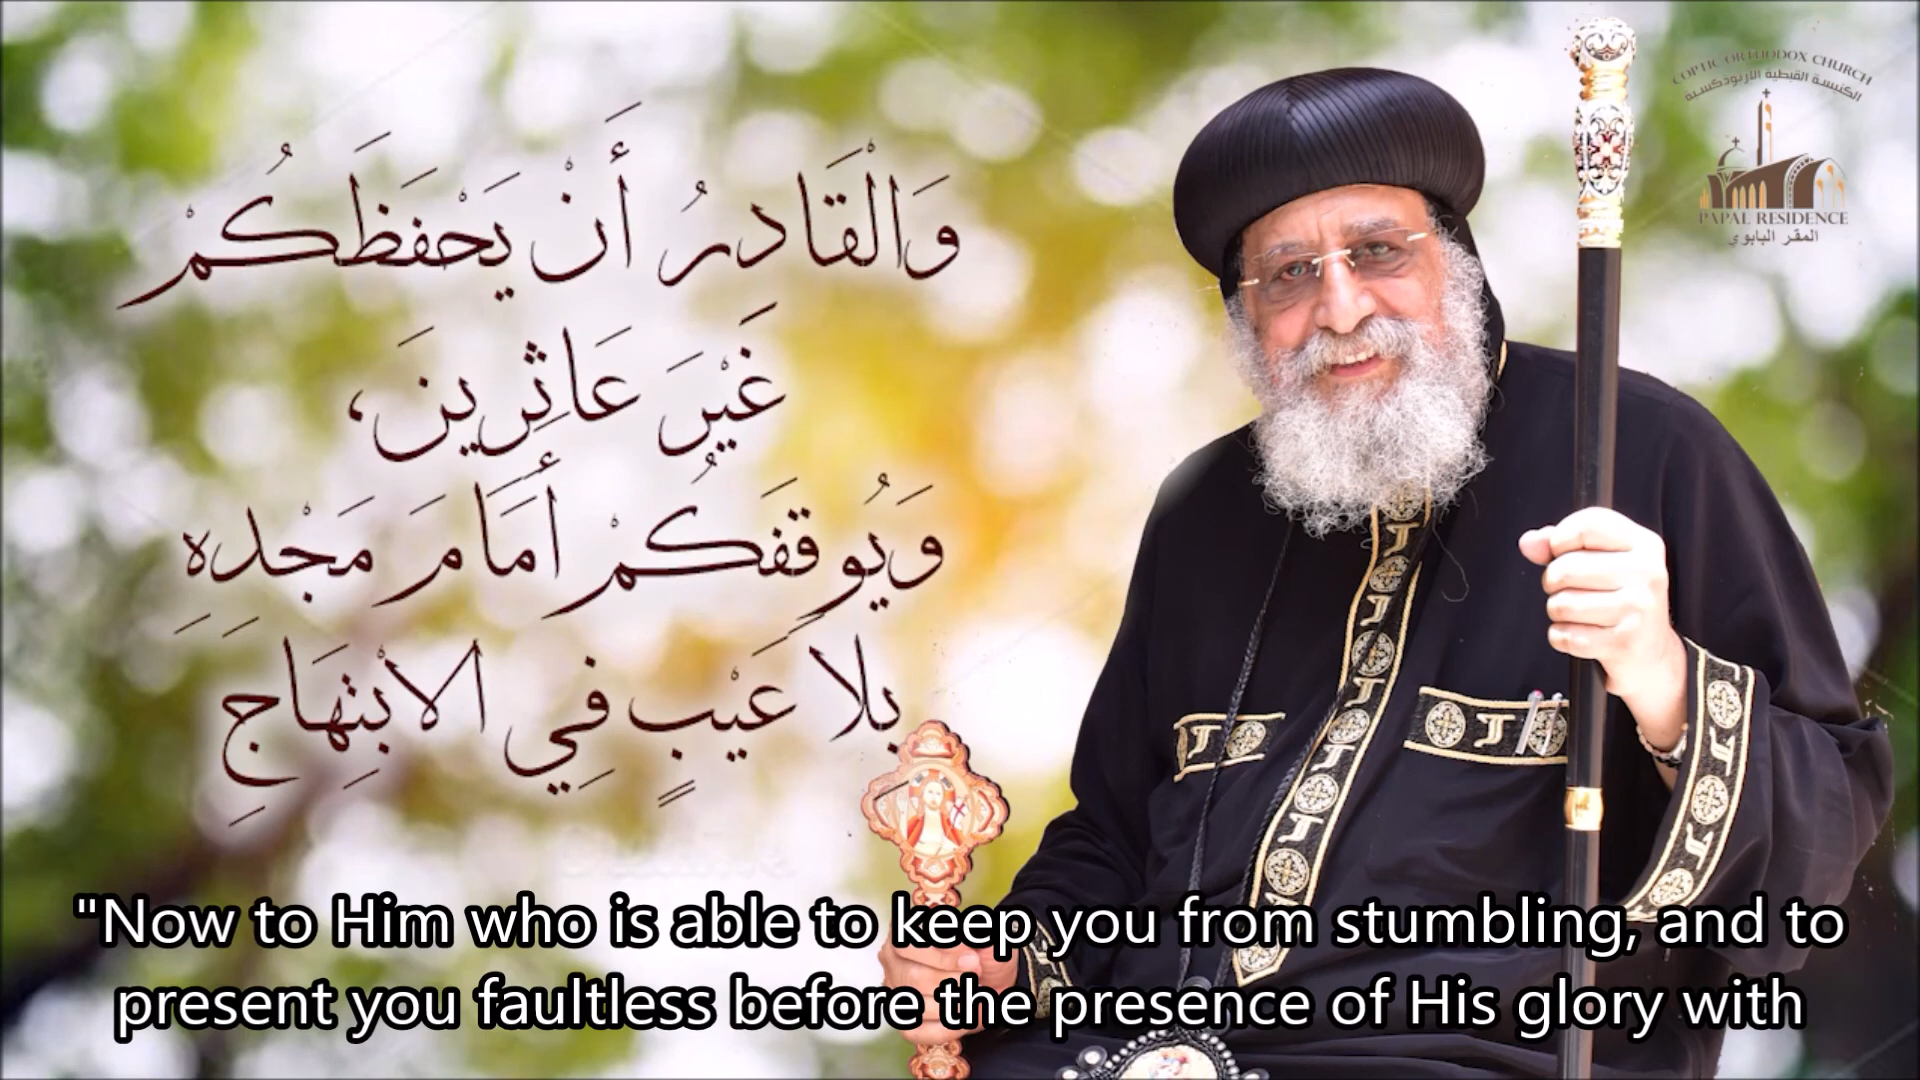 COPTIC ORTHODOX CHURCH
الكنيسة القبطية الأرثوذكسية
PAPAL RESIDENCE
المقر البابوي
وَالْقَادِرُ أَنْ يَحْفَظَكُمْ
غَيْرَ عَاثِرِينَ،
وَيُوقِفَكُمْ أَمَامَ مَجْدِهِ
بِلاَ عَيْبٍ فِي الابْتِهَاجِ
"Now to Him who is able to keep you from stumbling, and to
present you faultless before the presence of His glory with